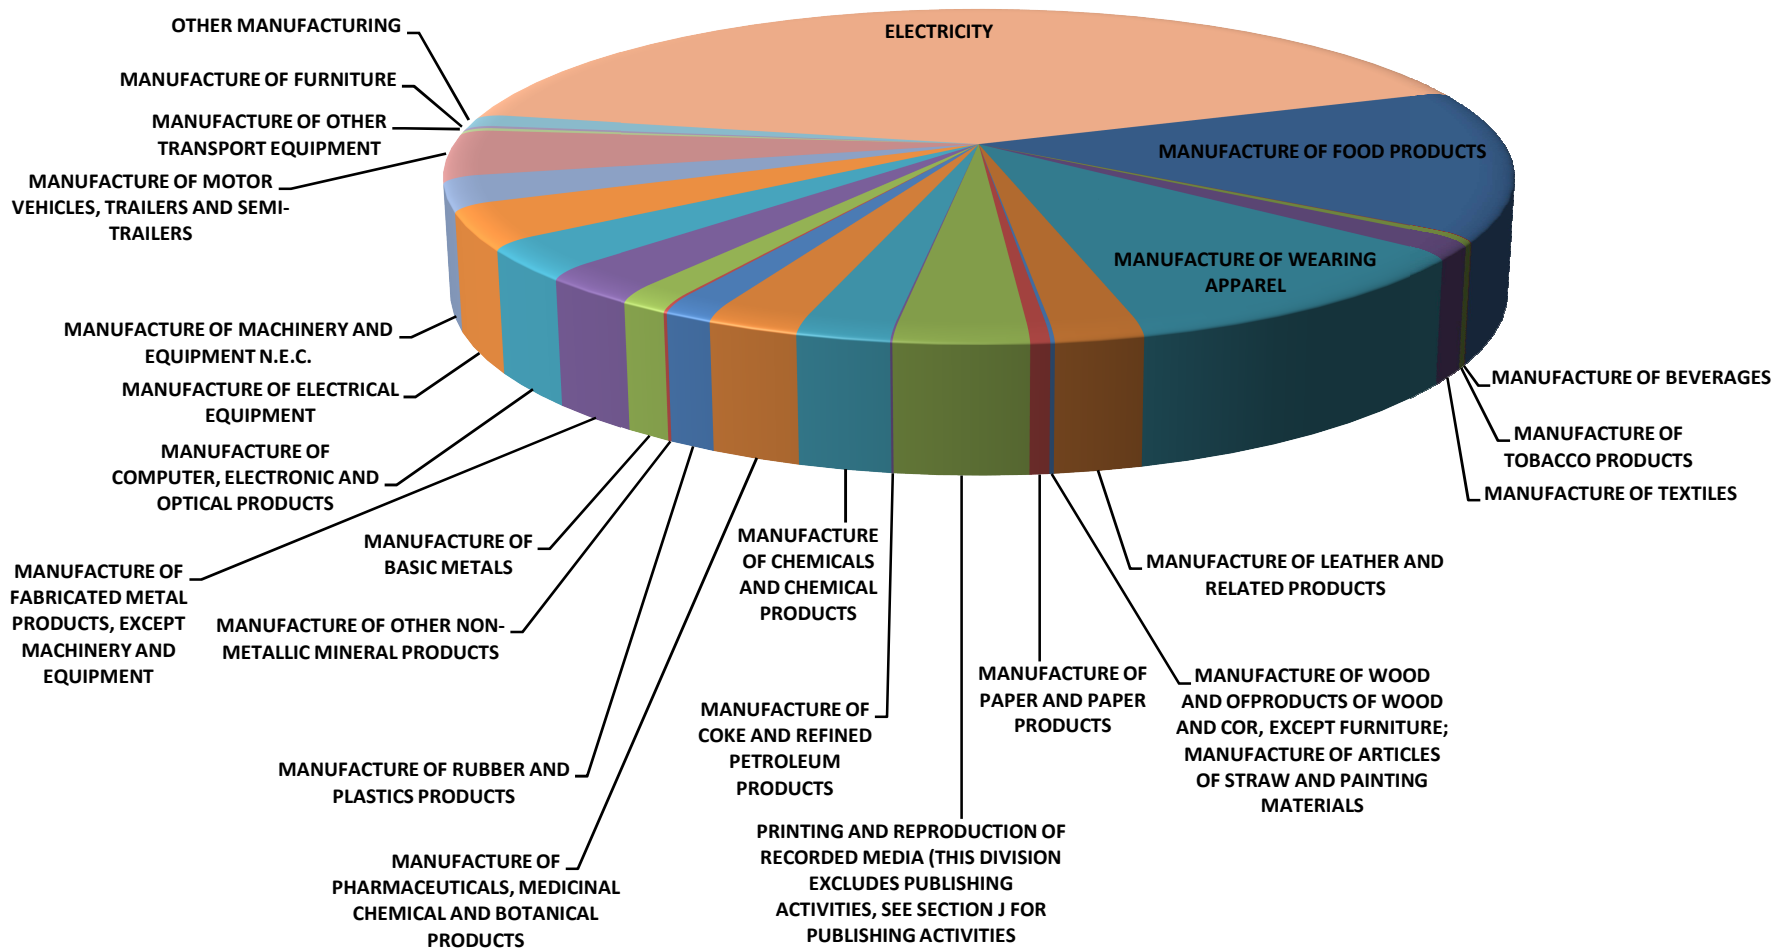 ELECTRICITY
MANUFACTURE OF FOOD PRODUCTS
MANUFACTURE OF WEARING
APPAREL
MANUFACTURE OF BEVERAGES
MANUFACTURE OF
TOBACCO PRODUCTS
MANUFACTURE OF TEXTILES
MANUFACTURE OF LEATHER AND
RELATED PRODUCTS
MANUFACTURE OF WOOD
AND OFPRODUCTS OF WOOD
AND COR, EXCEPT FURNITURE;
MANUFACTURE OF ARTICLES
OF STRAW AND PAINTING
MATERIALS
MANUFACTURE OF
PAPER AND PAPER
PRODUCTS
PRINTING AND REPRODUCTION OF
RECORDED MEDIA (THIS DIVISION
EXCLUDES PUBLISHING
ACTIVITIES, SEE SECTION J FOR
PUBLISHING ACTIVITIES
MANUFACTURE OF
COKE AND REFINED
PETROLEUM
PRODUCTS
MANUFACTURE
OF CHEMICALS
AND CHEMICAL
PRODUCTS
MANUFACTURE OF
PHARMACEUTICALS, MEDICINAL
CHEMICAL AND BOTANICAL
PRODUCTS
MANUFACTURE OF RUBBER AND
PLASTICS PRODUCTS
MANUFACTURE OF OTHER NON-
METALLIC MINERAL PRODUCTS
MANUFACTURE OF
BASIC METALS
MANUFACTURE OF
FABRICATED METAL
PRODUCTS, EXCEPT
MACHINERY AND
EQUIPMENT
MANUFACTURE OF
COMPUTER, ELECTRONIC AND
OPTICAL PRODUCTS
MANUFACTURE OF ELECTRICAL
EQUIPMENT
MANUFACTURE OF MACHINERY AND
EQUIPMENT N.E.C.
MANUFACTURE OF MOTOR
VEHICLES, TRAILERS AND SEMI-
TRAILERS
MANUFACTURE OF OTHER
TRANSPORT EQUIPMENT
MANUFACTURE OF FURNITURE
OTHER MANUFACTURING